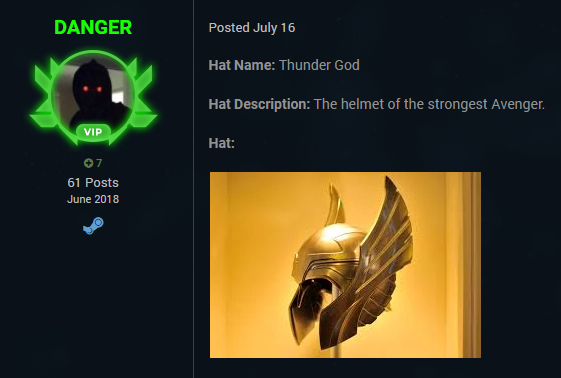 DANGER
VIP
7
61 Posts
June 2018
Posted July 16
Hat Name: Thunder God
Hat Description: The helmet of the strongest Avenger.
Hat: